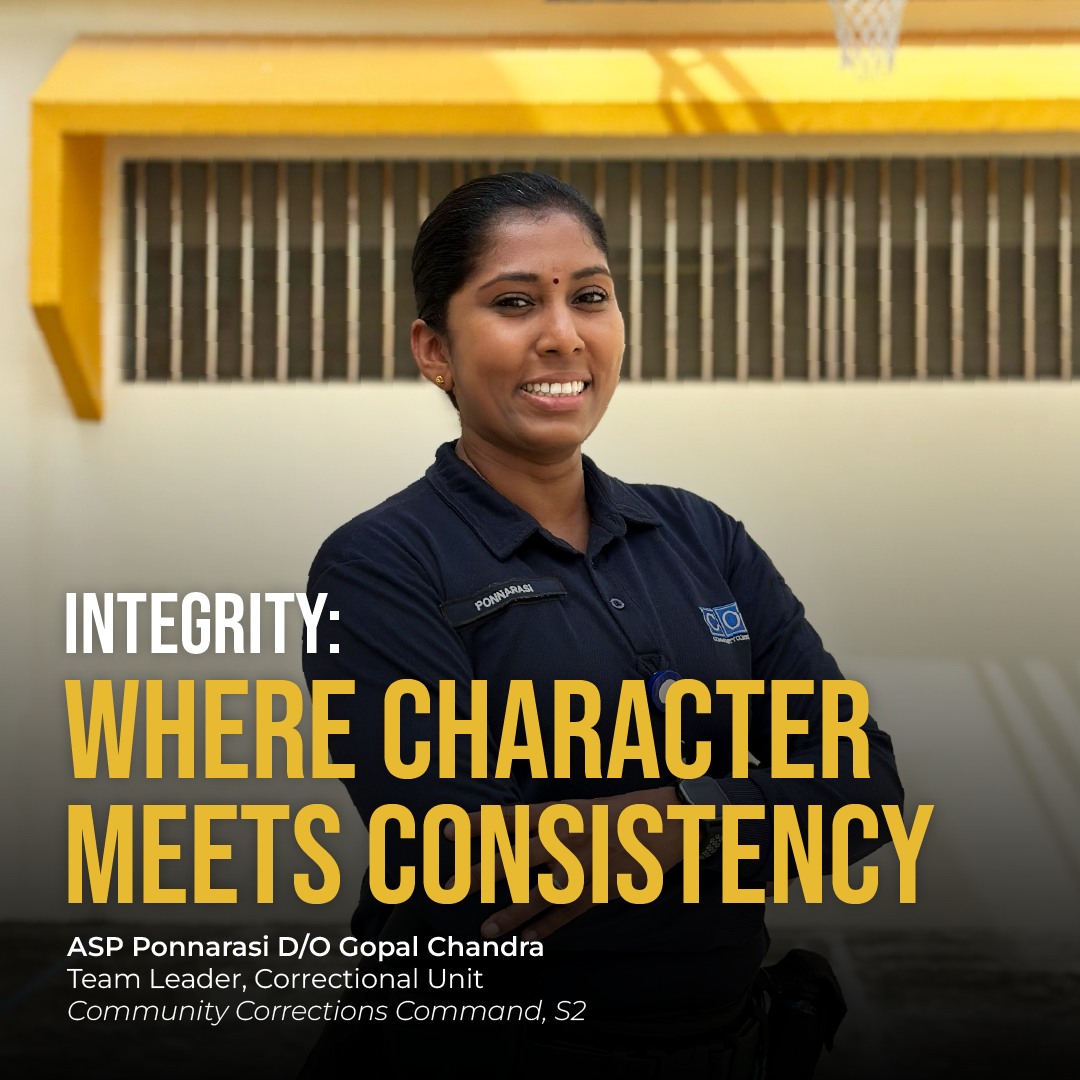 PONNARASI
INTEGRITY:
WHERE CHARACTER
MEETS CONSISTENCY
ASP Ponnarasi D/O Gopal Chandra
Team Leader, Correctional Unit
Community Corrections Command, S2